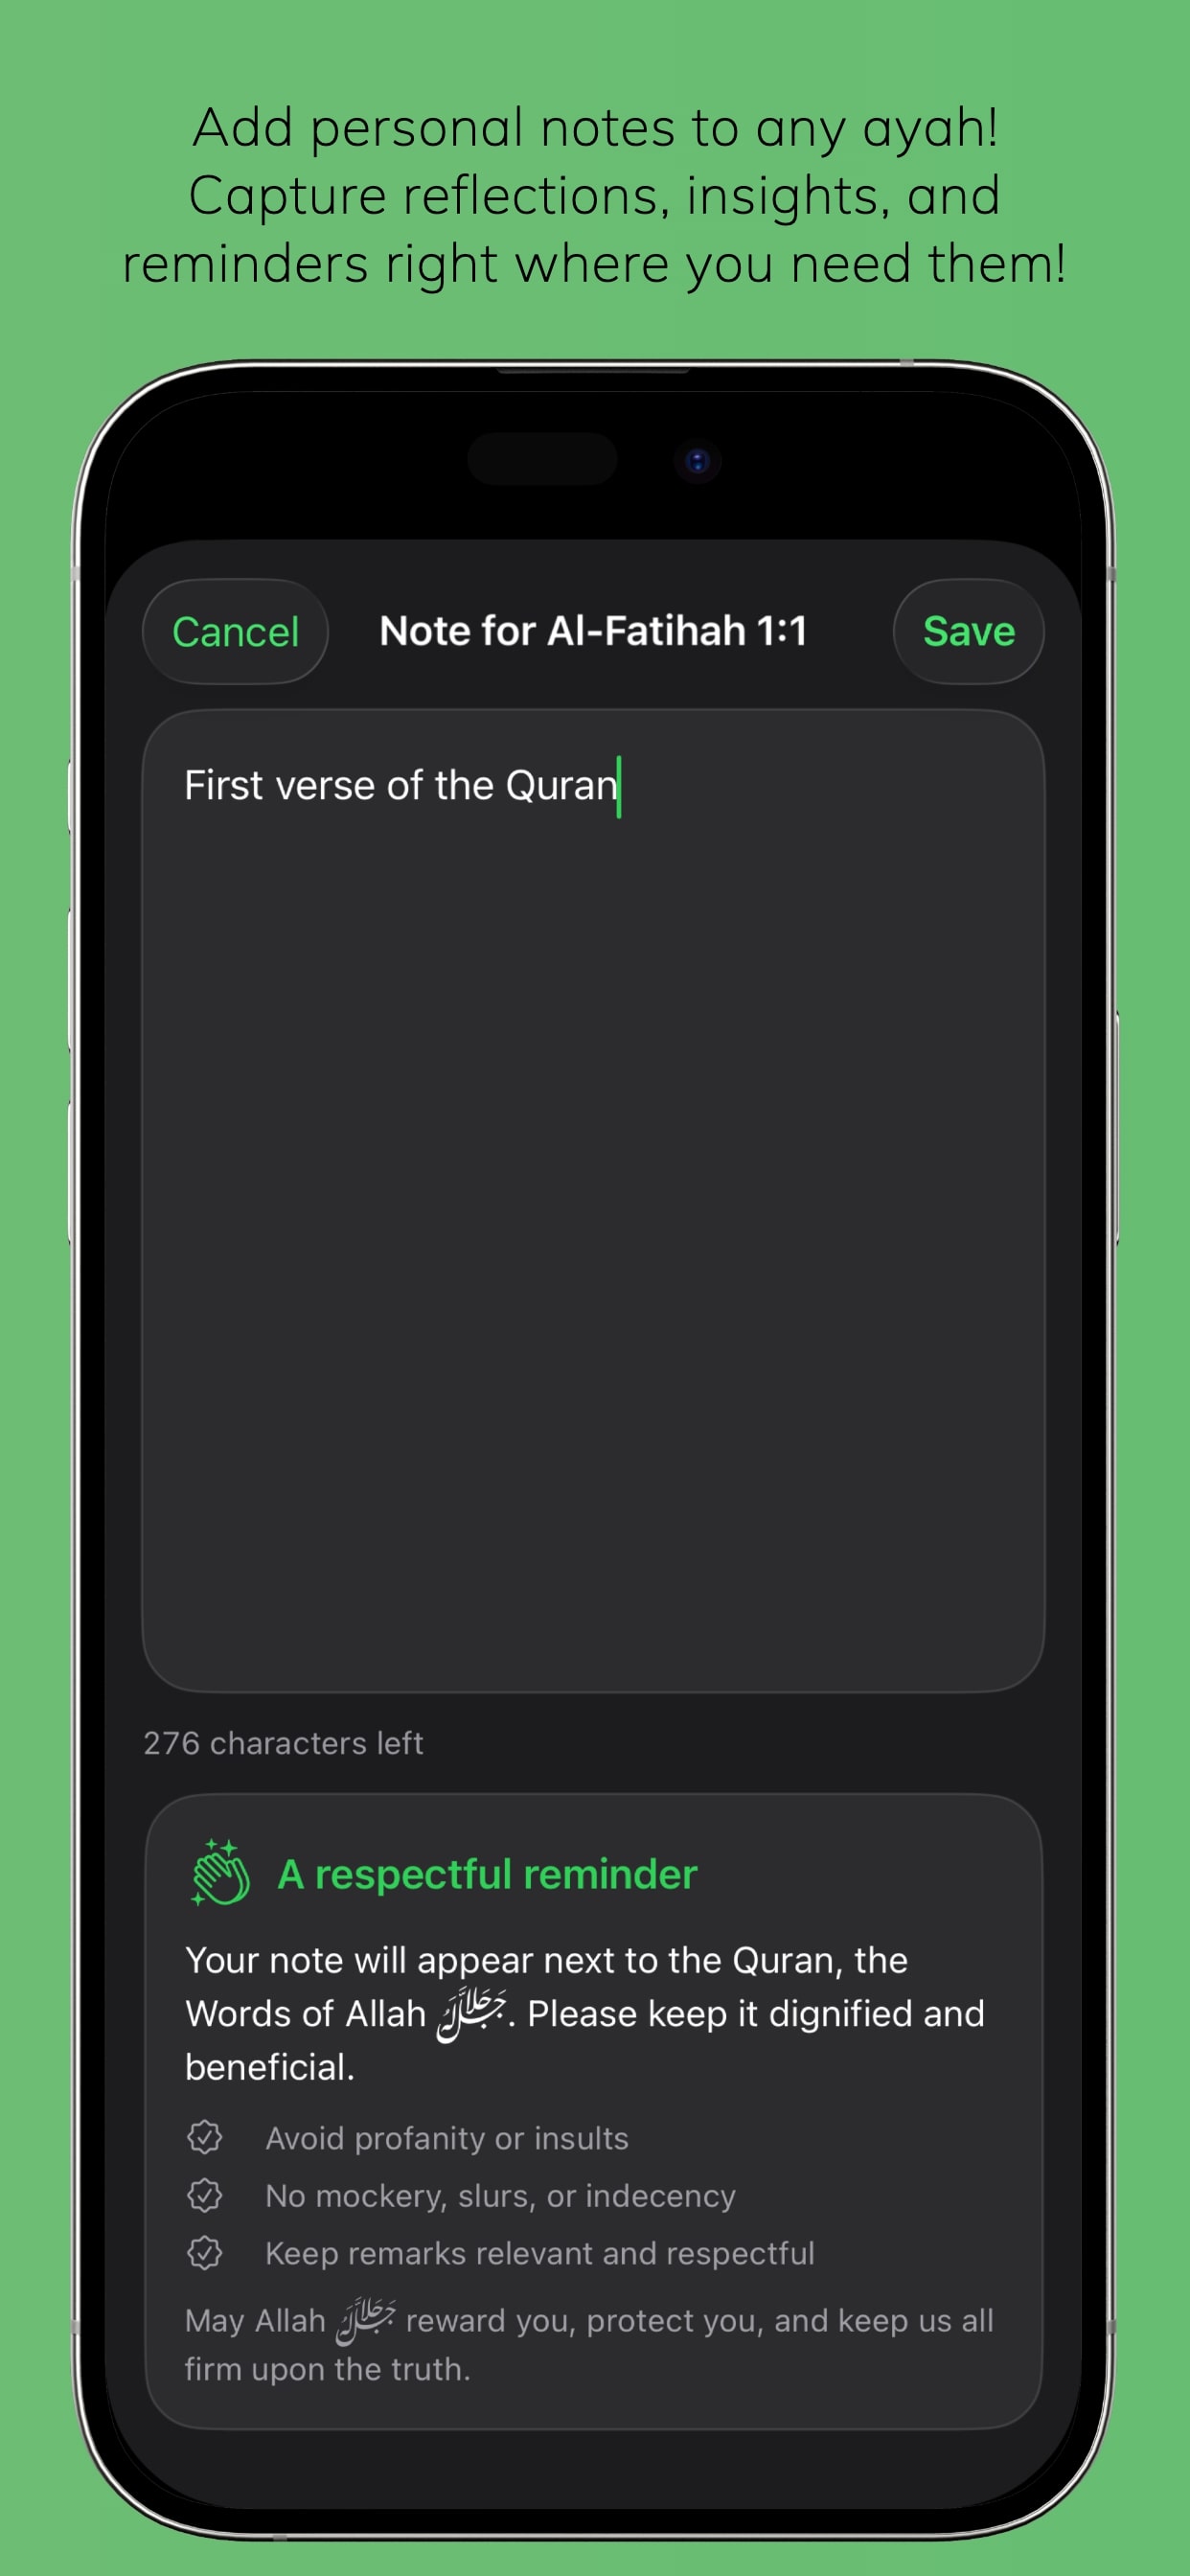 Add personal notes to any ayah!
Capture reflections, insights, and
reminders right where you need them!
Cancel
Note for Al-Fatihah 1:1
Save
First verse of the Quran
276 characters left
A respectful reminder
Your note will appear next to the Quran, the
Words of Allah جَلَّ جَلَالُهُ. Please keep it dignified and
beneficial.
Avoid profanity or insults
No mockery, slurs, or indecency
Keep remarks relevant and respectful
May Allah جَلَّ جَلَالُهُ reward you, protect you, and keep us all
firm upon the truth.